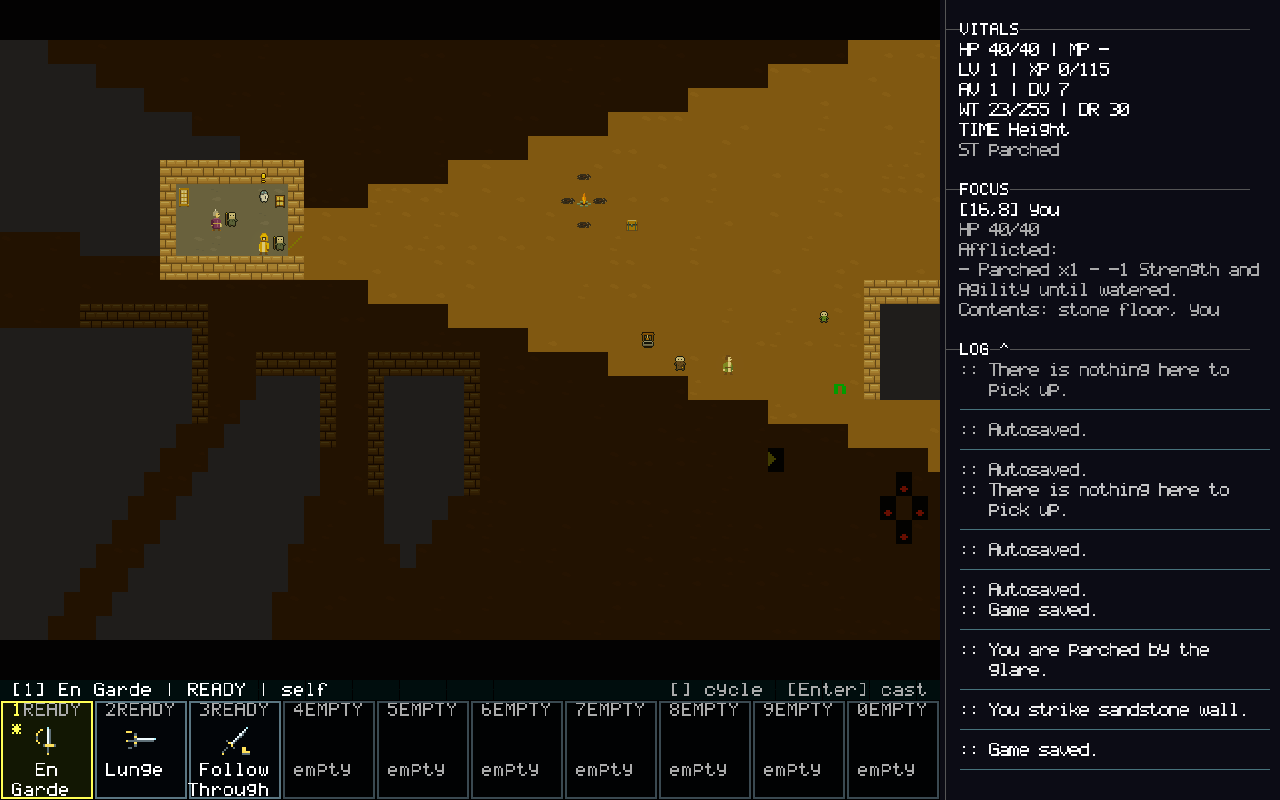 VITALS
HP 40/40 | MP -
LV 1 | XP 0/115
AV 1 | DV 7
WT 23/255 | DR 30
TIME Height
ST Parched
FOCUS
[16,8] You
HP 40/40
Afflicted:
- Parched x1 - -1 Strength and
Agility until watered.
Contents: stone floor, You
LOG ^
:: There is nothing here to
Pick up.
:: Autosaved.
:: Autosaved.
:: There is nothing here to
Pick up.
:: Autosaved.
:: Autosaved.
:: Game saved.
:: You are Parched by the
glare.
:: You strike sandstone wall.
:: Game saved.
[1] En Garde | READY | self
[] cycle [Enter] cast
1READY 2READY 3READY 4EMPTY 5EMPTY 6EMPTY 7EMPTY 8EMPTY 9EMPTY 0EMPTY
*
En Garde
Lunge
Follow Through
empty empty empty empty empty empty empty